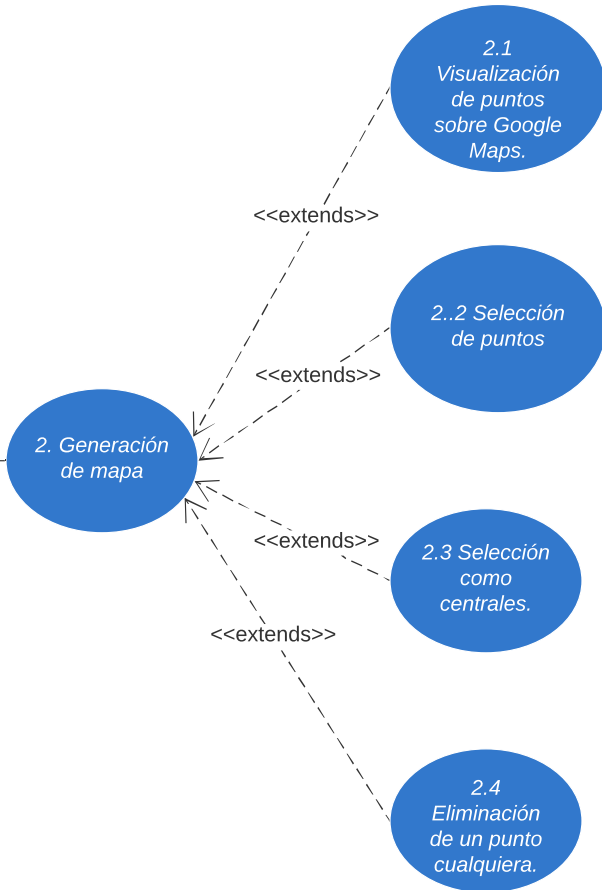 2.1
Visualización
de puntos
sobre Google
Maps.
<<extends>>
2..2 Selección
de puntos
<<extends>>
2. Generación
de mapa
<<extends>>
2.3 Selección
como
centrales.
<<extends>>
2.4
Eliminación
de un punto
cualquiera.